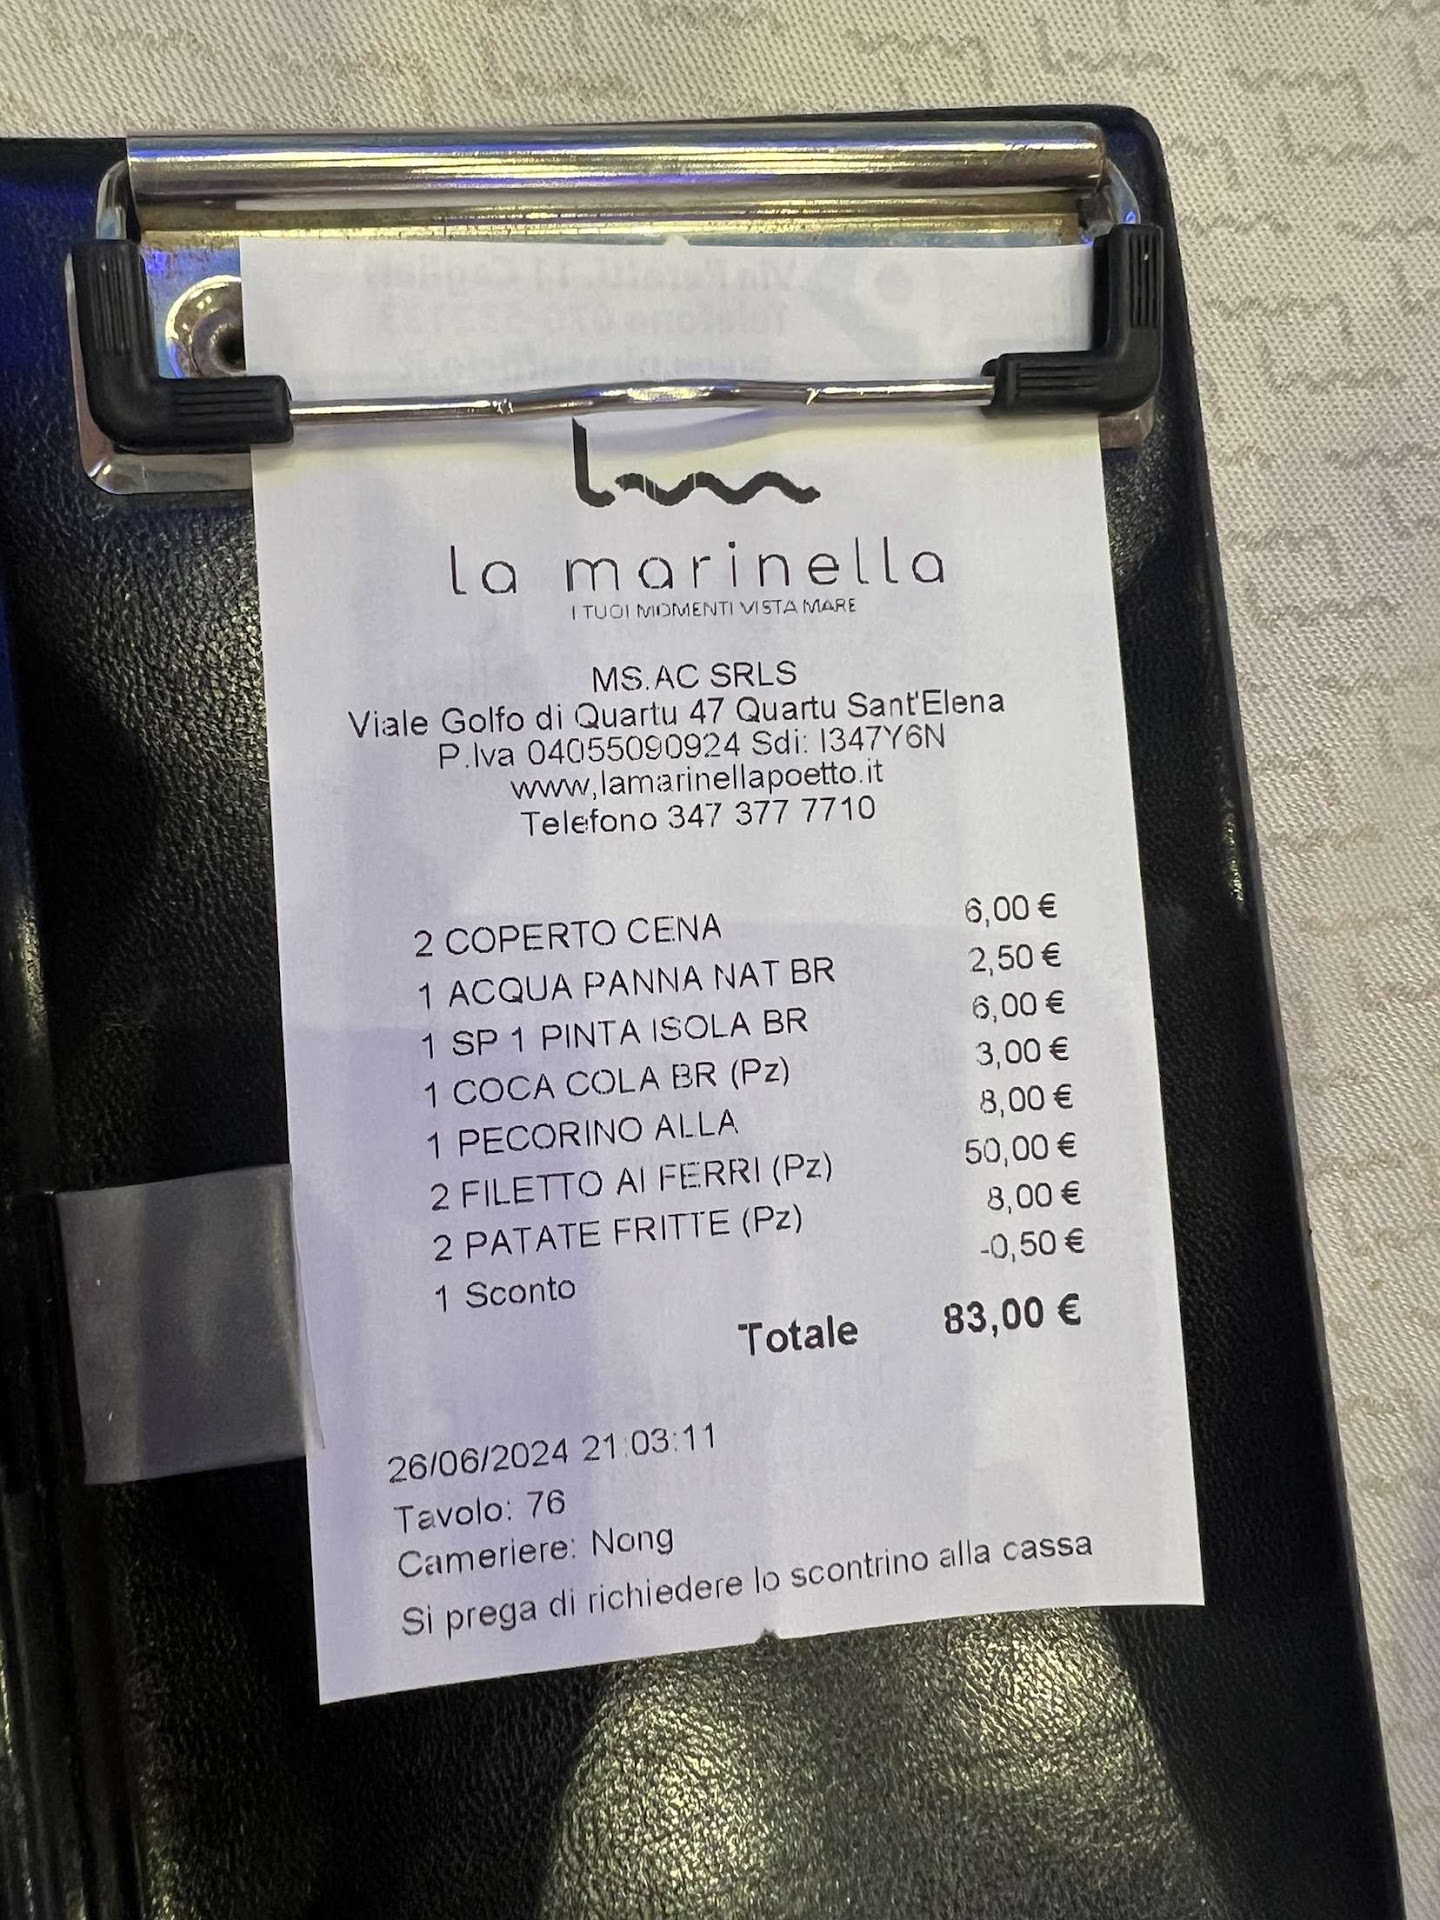 la marinella
I TUOI MOMENTI VISTA MARE
MS.AC SRLS
Viale Golfo di Quartu 47 Quartu Sant'Elena
P.Iva 04055090924 Sdi: I347Y6N
www,lamarinellapoetto.it
Telefono 347 377 7710
2 COPERTO CENA 6,00 €
1 ACQUA PANNA NAT BR 2,50 €
1 SP 1 PINTA ISOLA BR 6,00 €
1 COCA COLA BR (Pz) 3,00 €
1 PECORINO ALLA 8,00 €
2 FILETTO AI FERRI (Pz) 50,00 €
2 PATATE FRITTE (Pz) 8,00 €
1 Sconto -0,50 €
Totale 83,00 €
26/06/2024 21:03:11
Tavolo: 76
Cameriere: Nong
Si prega di richiedere lo scontrino alla cassa